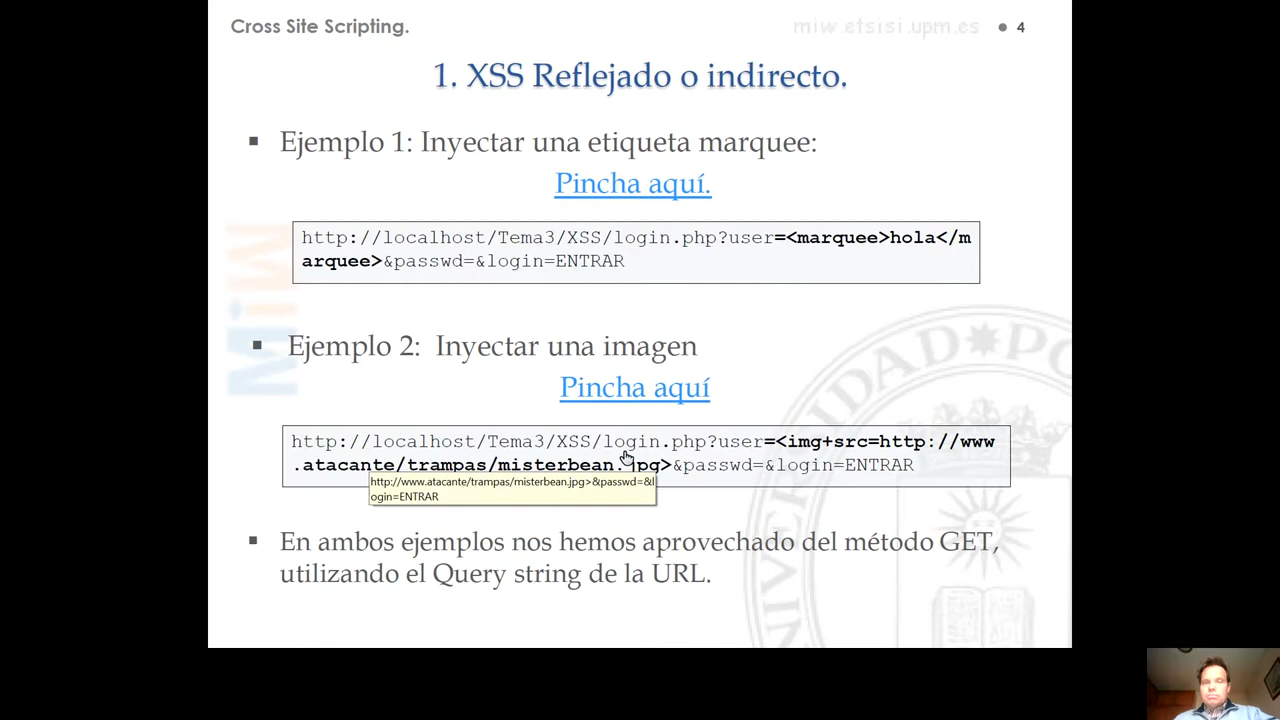 Cross Site Scripting.
miw.etsisi.upm.es
4
1. XSS Reflejado o indirecto.
Ejemplo 1: Inyectar una etiqueta marquee:
Pincha aquí.
http://localhost/Tema3/XSS/login.php?user=<marquee>hola</m
arquee>&passwd=&login=ENTRAR
Ejemplo 2: Inyectar una imagen
Pincha aquí
http://localhost/Tema3/XSS/login.php?user=<img+src=http://www
.atacante/trampas/misterbean.jpg>&passwd=&login=ENTRAR
http://www.atacante/trampas/misterbean.jpg>&passwd=&l
ogin=ENTRAR
En ambos ejemplos nos hemos aprovechado del método GET,
utilizando el Query string de la URL.
MiW